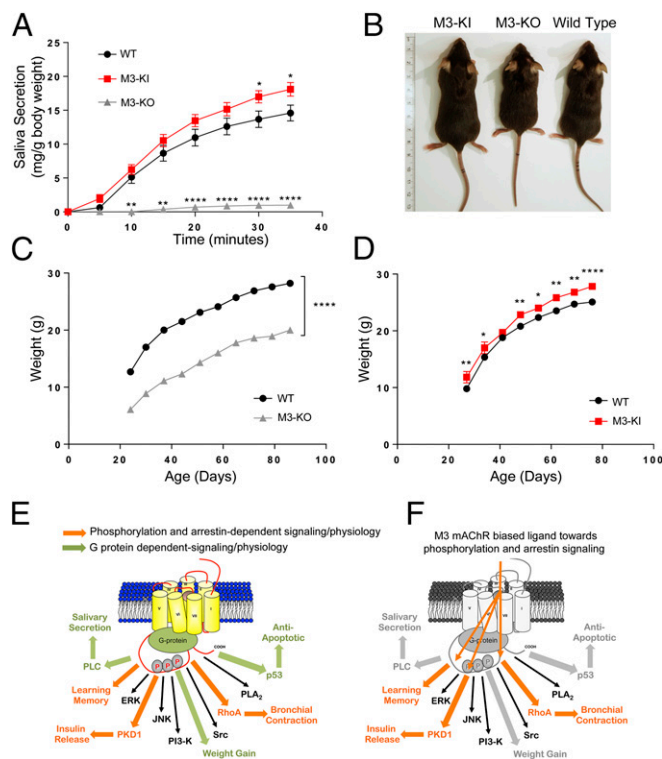 A
Saliva Secretion
(mg/g body weight)
25
20
15
10
5
0
0
10
20
30
40
Time (minutes)
WT
M3-KI
M3-KO
*
*
**
**
****
****
****
****
B
M3-KI
M3-KO
Wild Type
C
Weight (g)
30
20
10
0
0
20
40
60
80
100
Age (Days)
****
WT
M3-KO
D
Weight (g)
30
20
10
0
0
20
40
60
80
100
Age (Days)
**
*
**
*
**
**
****
WT
M3-KI
E
Phosphorylation and arrestin-dependent signaling/physiology
G protein dependent-signaling/physiology
Salivary
Secretion
Anti-
Apoptotic
G-protein
COOH
P
P
P
PLC
p53
Learning
Memory
ERK
PLA2
RhoA
Bronchial
Contraction
Insulin
Release
PKD1
JNK
PI3-K
Src
Weight Gain
F
M3 mAChR biased ligand towards
phosphorylation and arrestin signaling
Salivary
Secretion
Anti-
Apoptotic
G-protein
COOH
PLC
p53
Learning
Memory
ERK
PLA2
RhoA
Bronchial
Contraction
Insulin
Release
PKD1
JNK
PI3-K
Src
Weight Gain